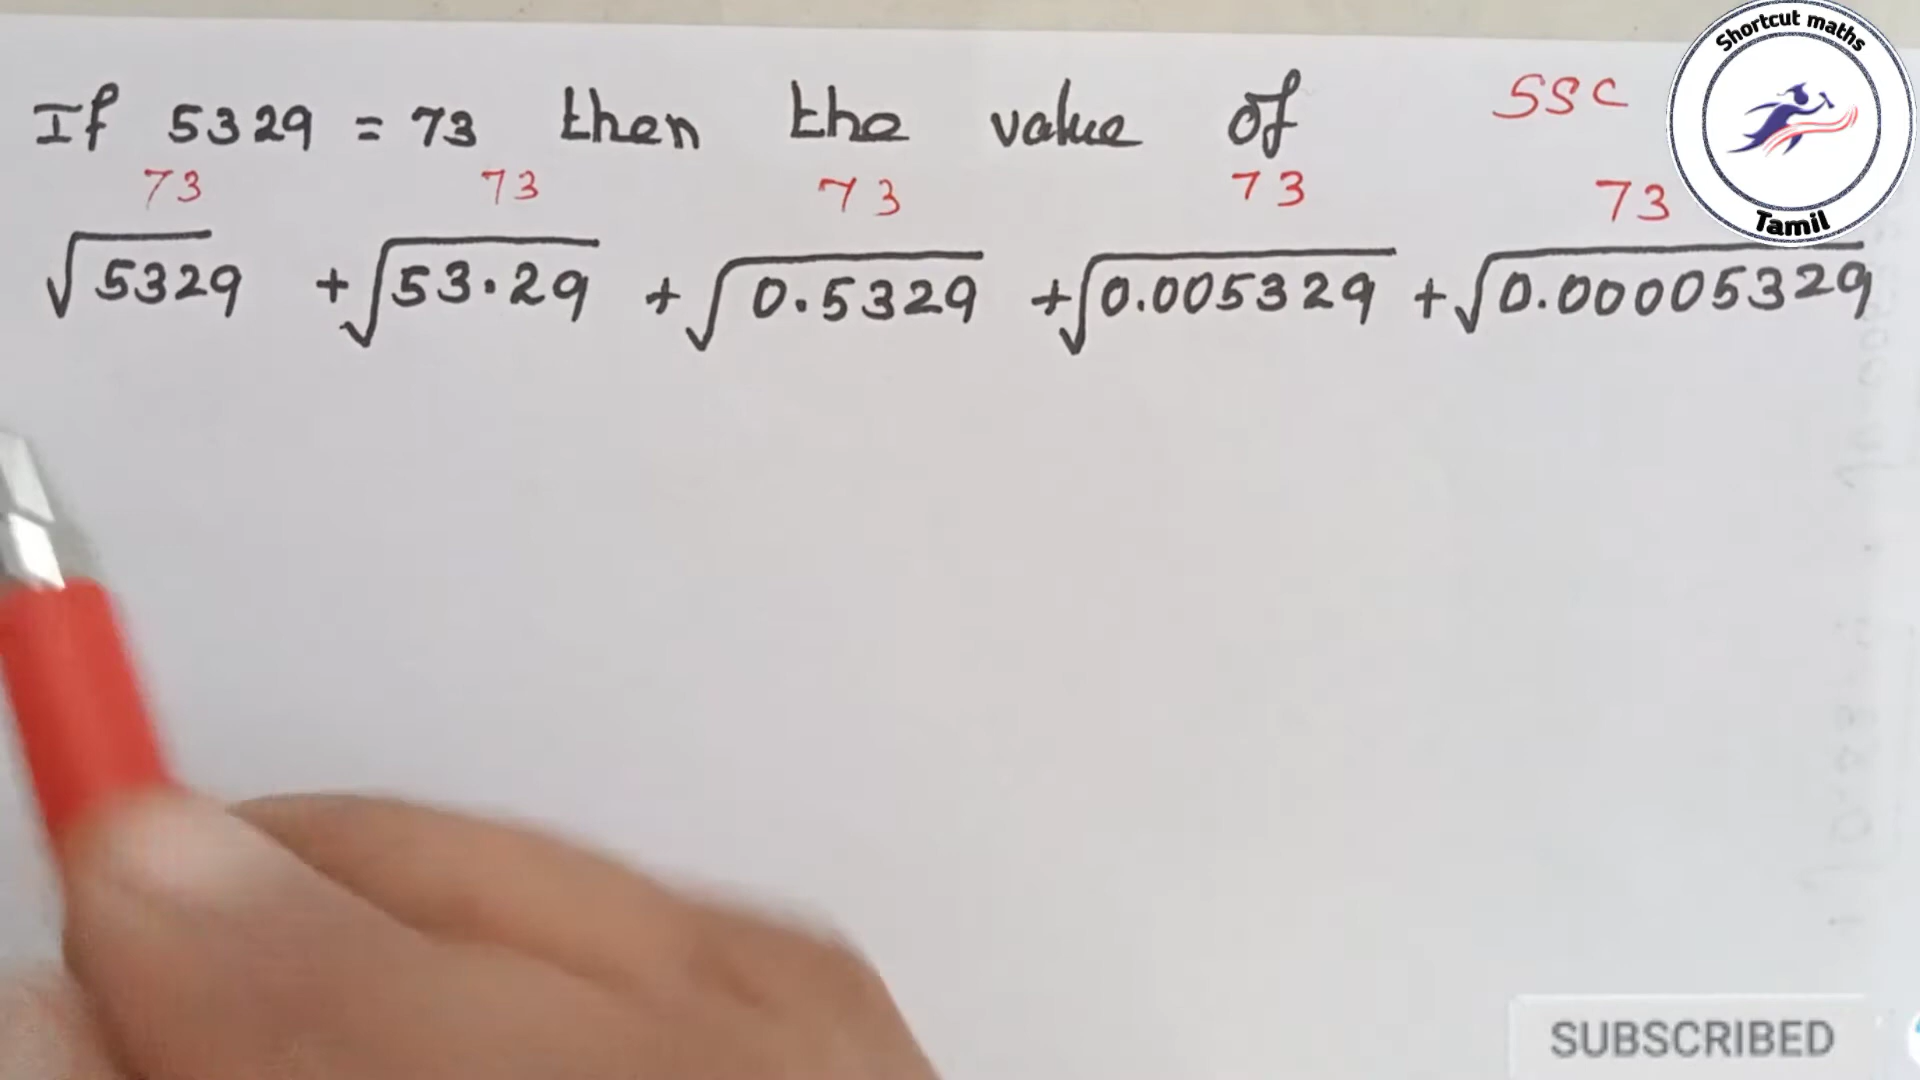 Shortcut maths
Tamil
SSC
If 5329 = 73 then the value of
73 73 73 73 73
√5329 + √53.29 + √0.5329 + √0.005329 + √0.00005329
SUBSCRIBED